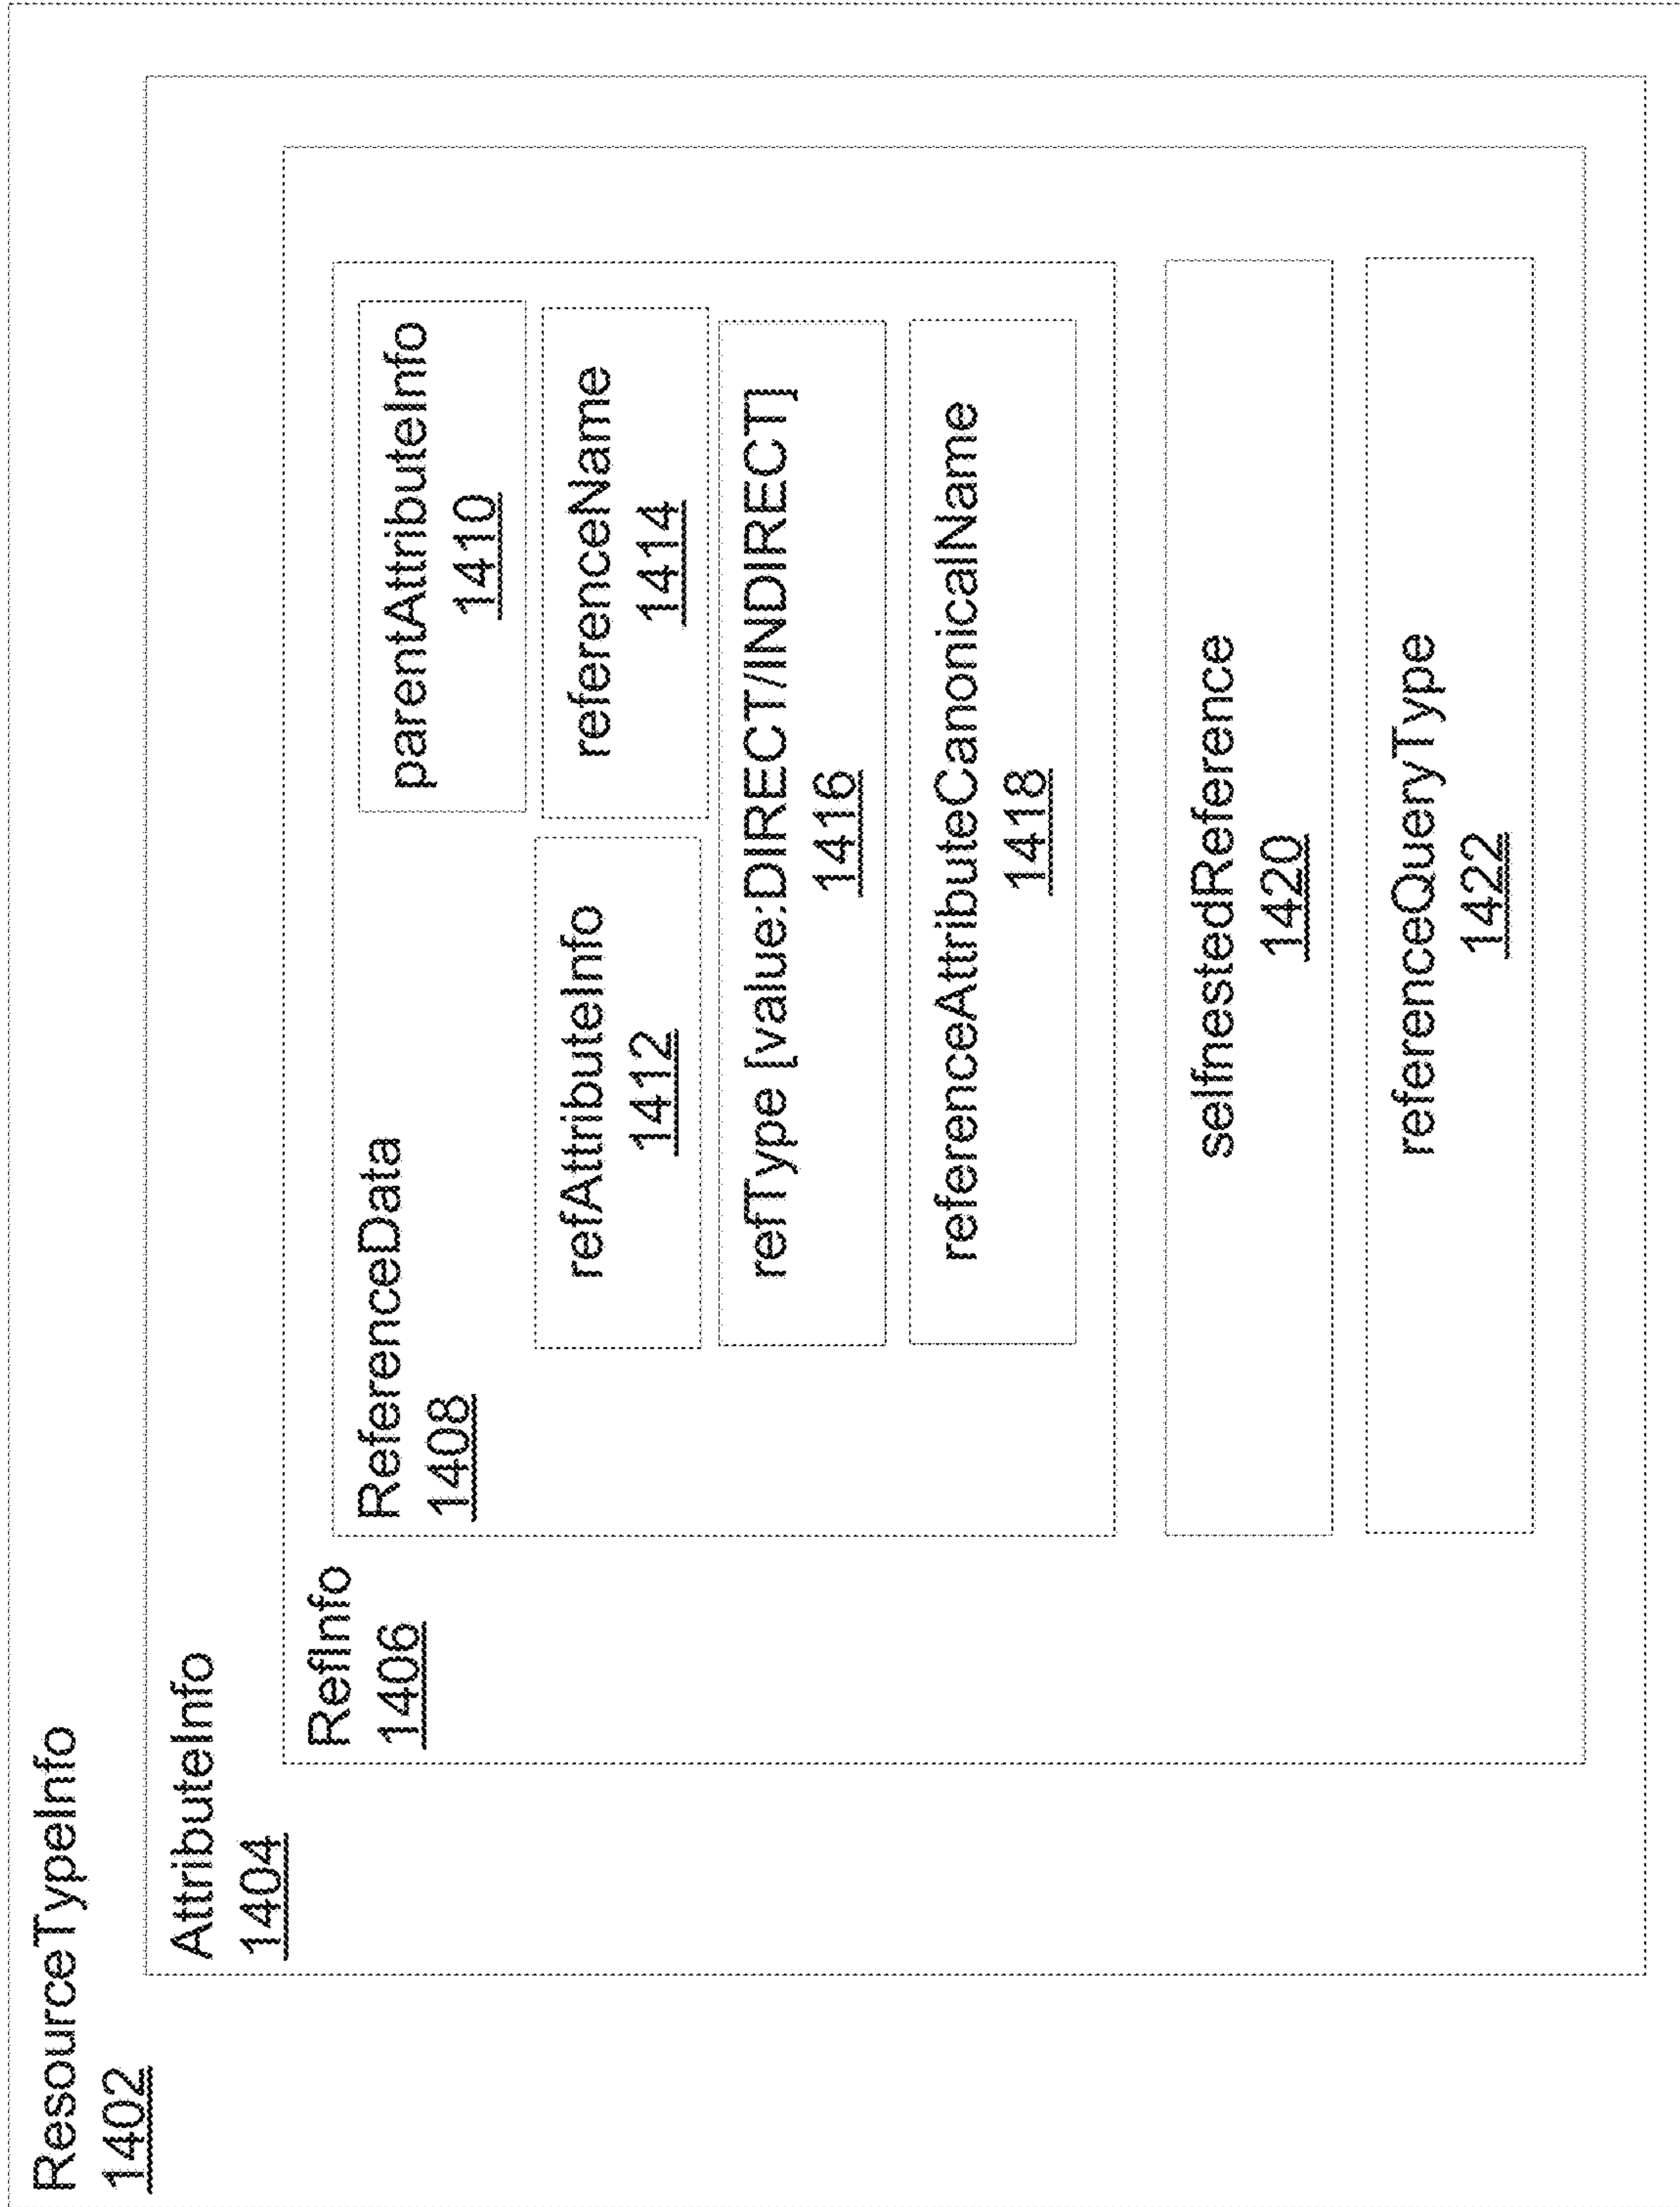 ResourceTypeInfo
1402
AttributeInfo
1404
RefInfo
1406
ReferenceData
1408
parentAttributeInfo
1410
refAttributeInfo
1412
referenceName
1414
refType [value:DIRECT/INDIRECT]
1416
referenceAttributeCanonicalName
1418
selfnestedReference
1420
referenceQueryType
1422